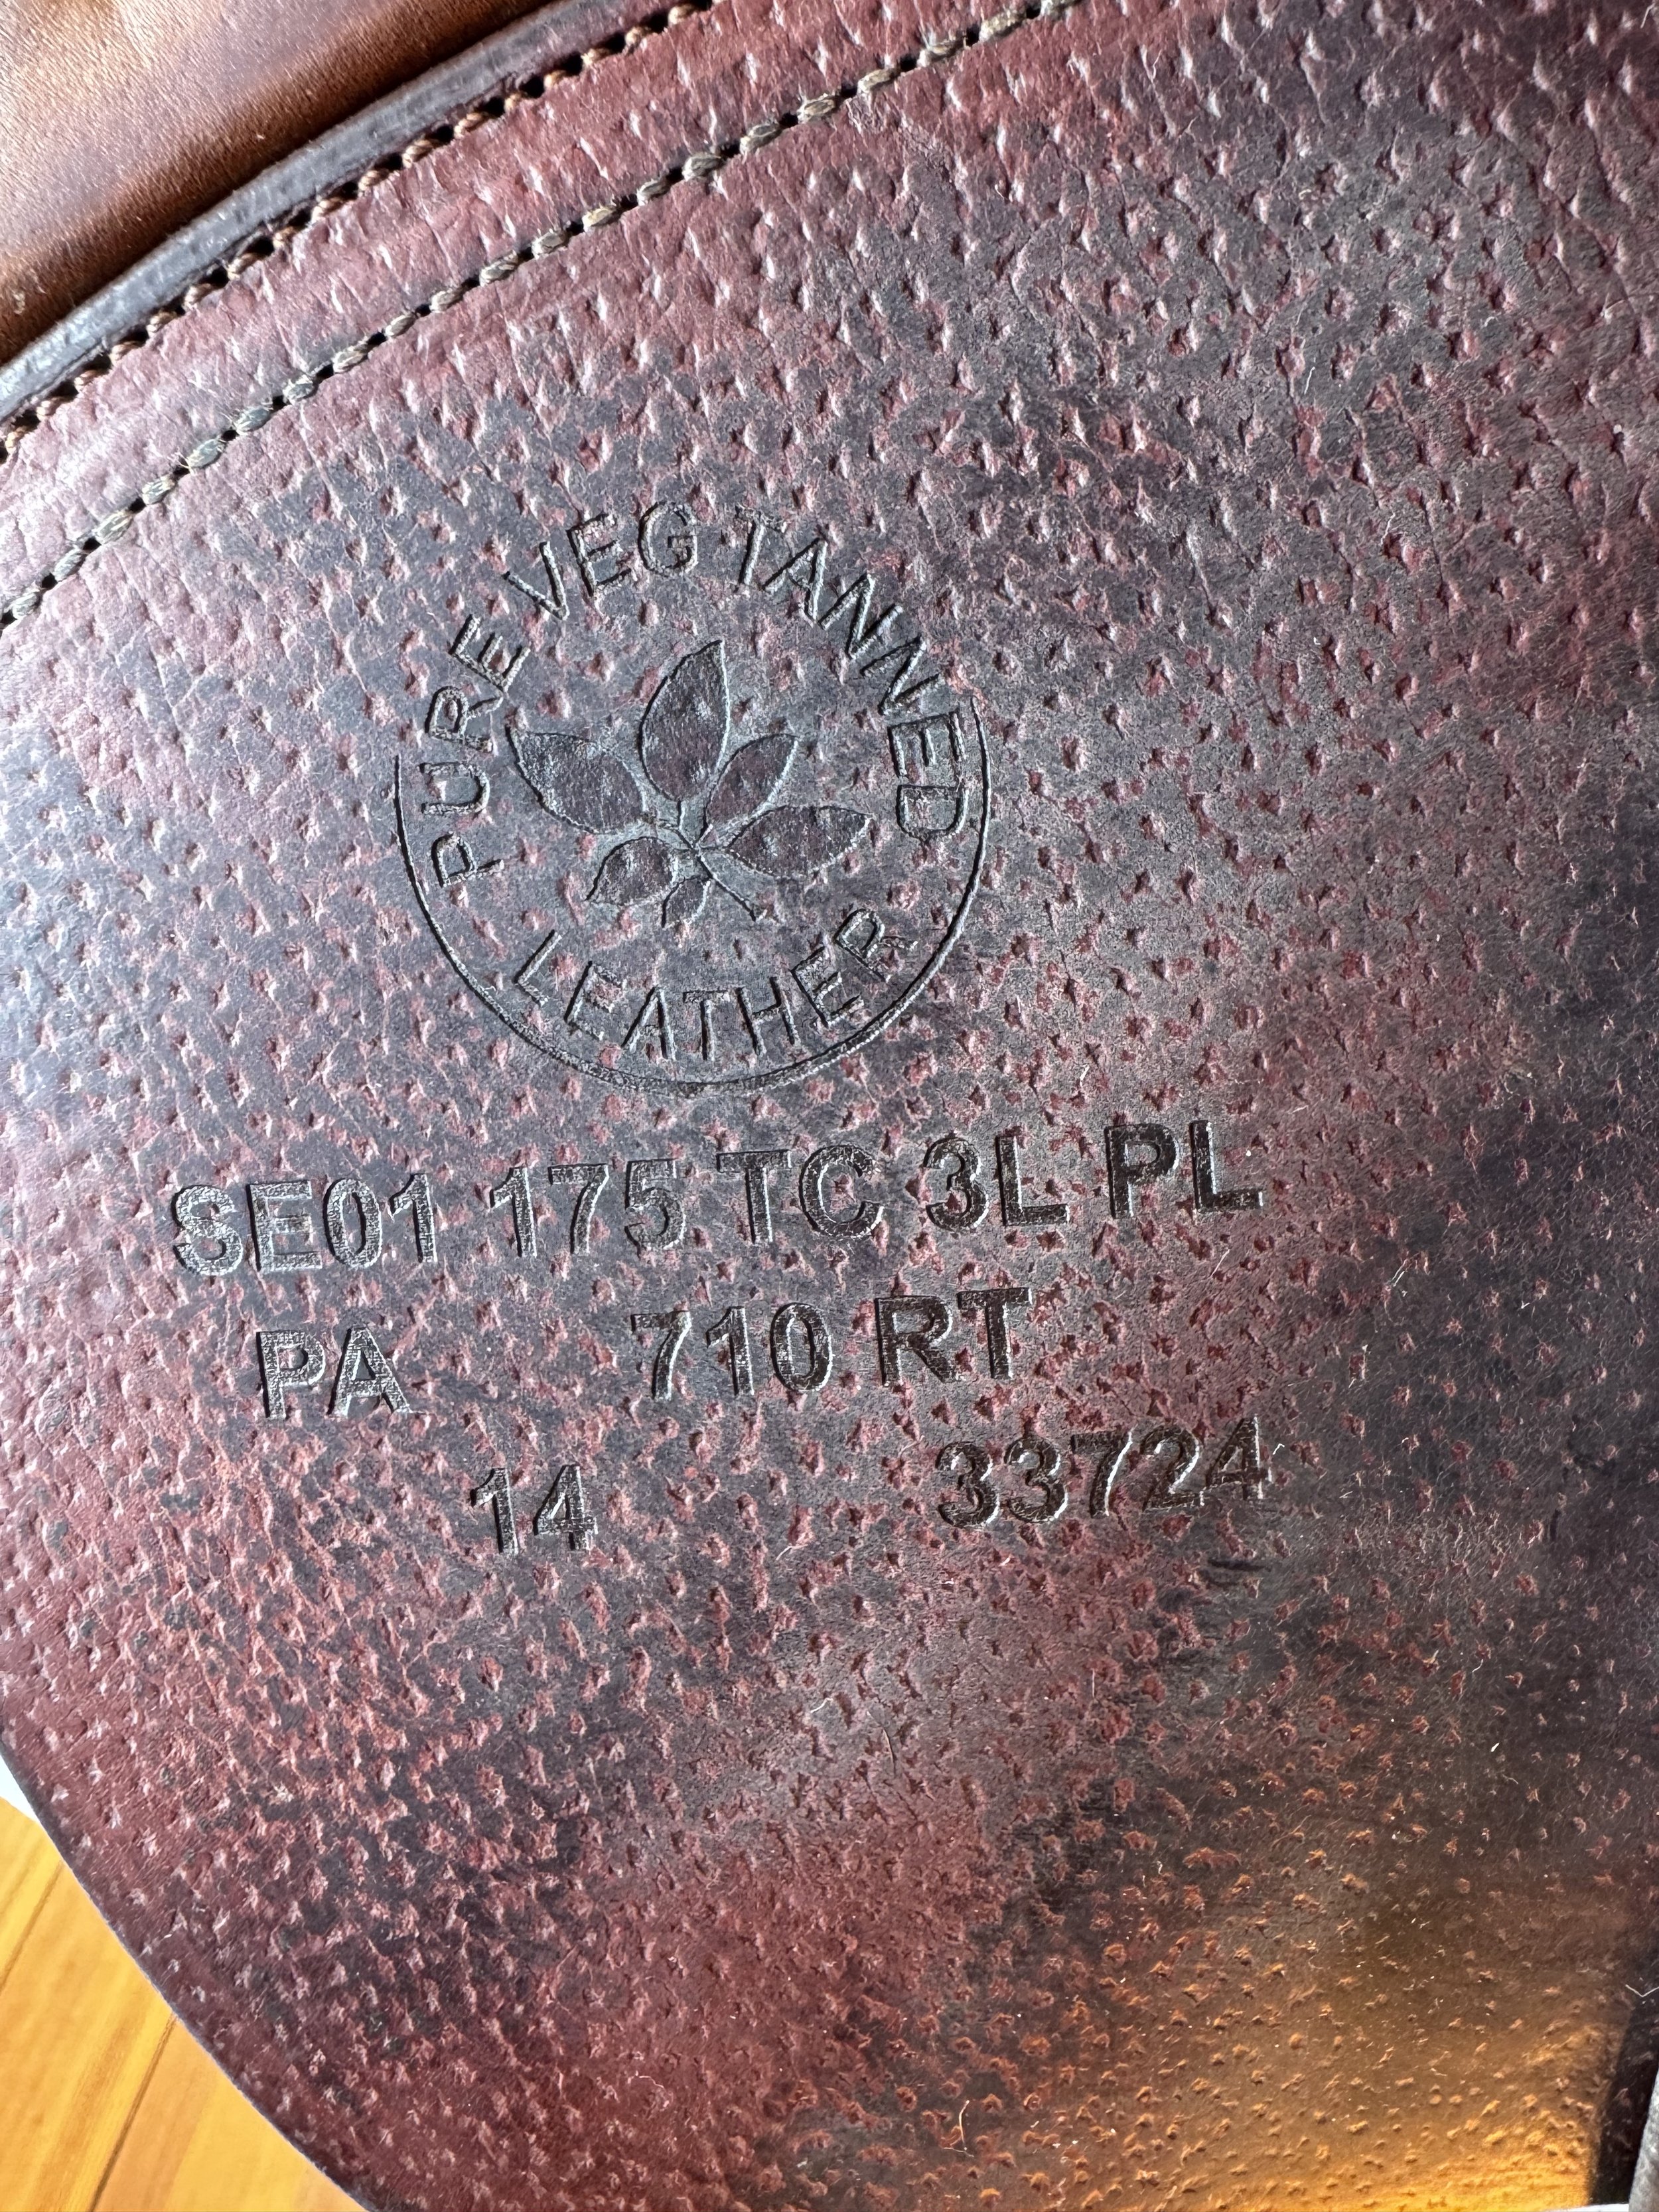 PURE VEG TANNED
LEATHER
SE01 175 TC 3L PL
PA 710 RT
14 33724